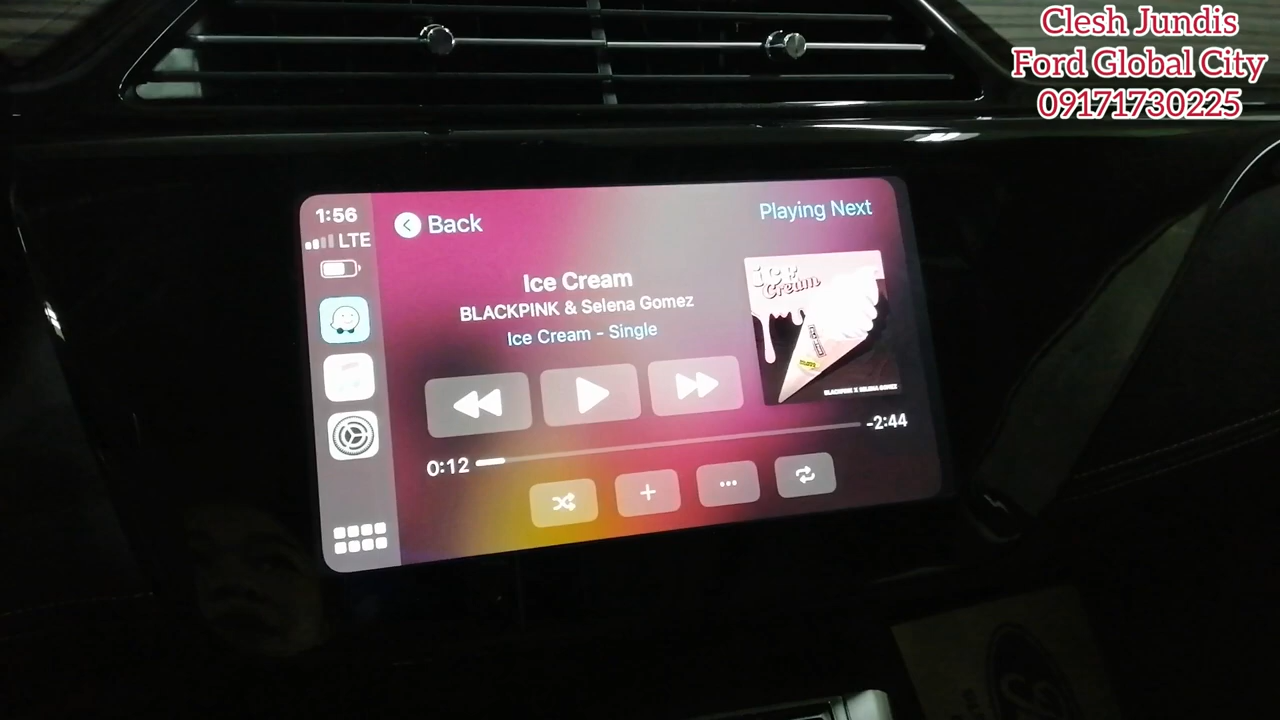 Clesh Jundis
Ford Global City
09171730225
1:56
LTE
Back
Playing Next
Ice Cream
BLACKPINK & Selena Gomez
Ice Cream - Single
ICE
Cream
BLACKPINK X SELENA GOMEZ
-2:44
0:12